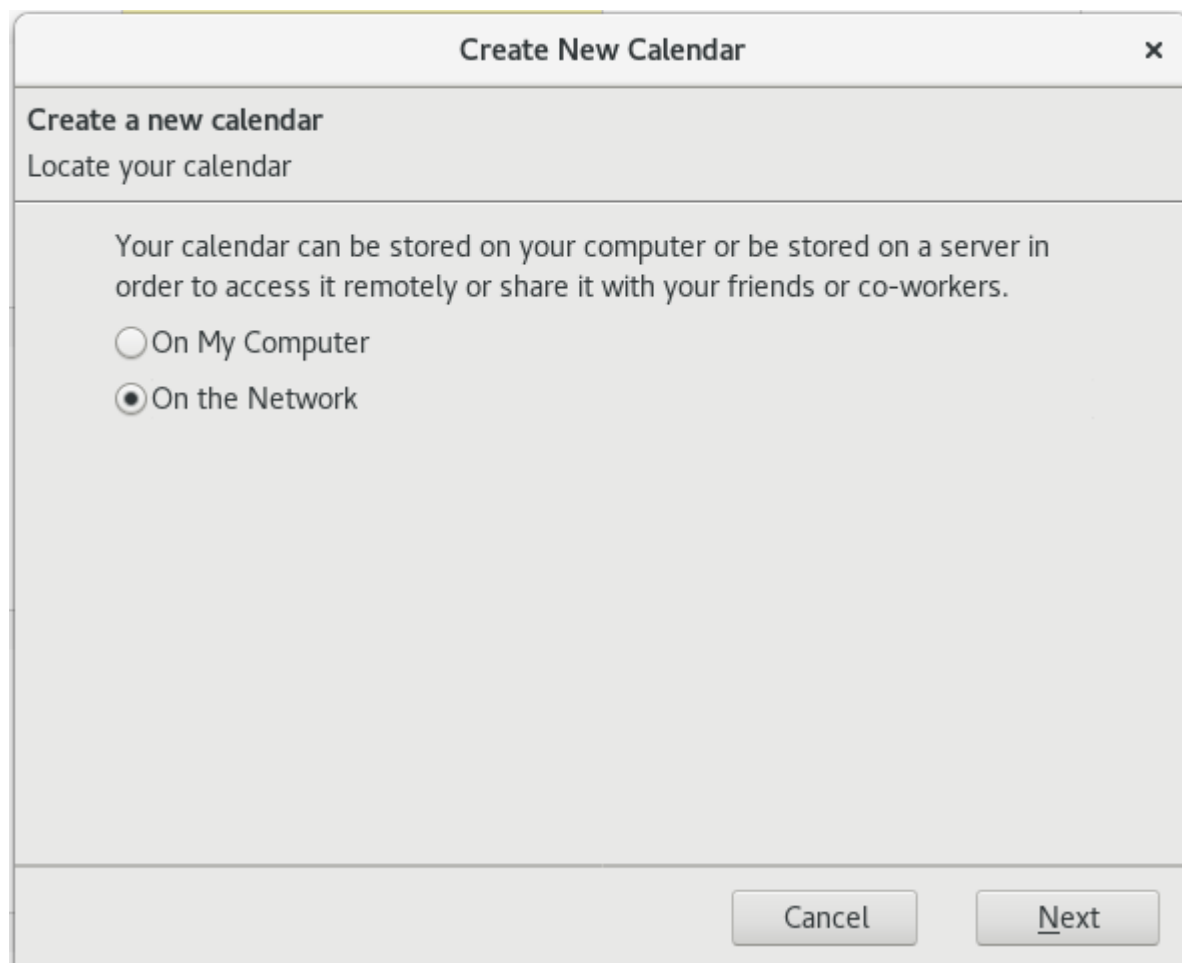 Create New Calendar
Create a new calendar
Locate your calendar
Your calendar can be stored on your computer or be stored on a server in
order to access it remotely or share it with your friends or co-workers.
On My Computer
On the Network
Cancel
Next